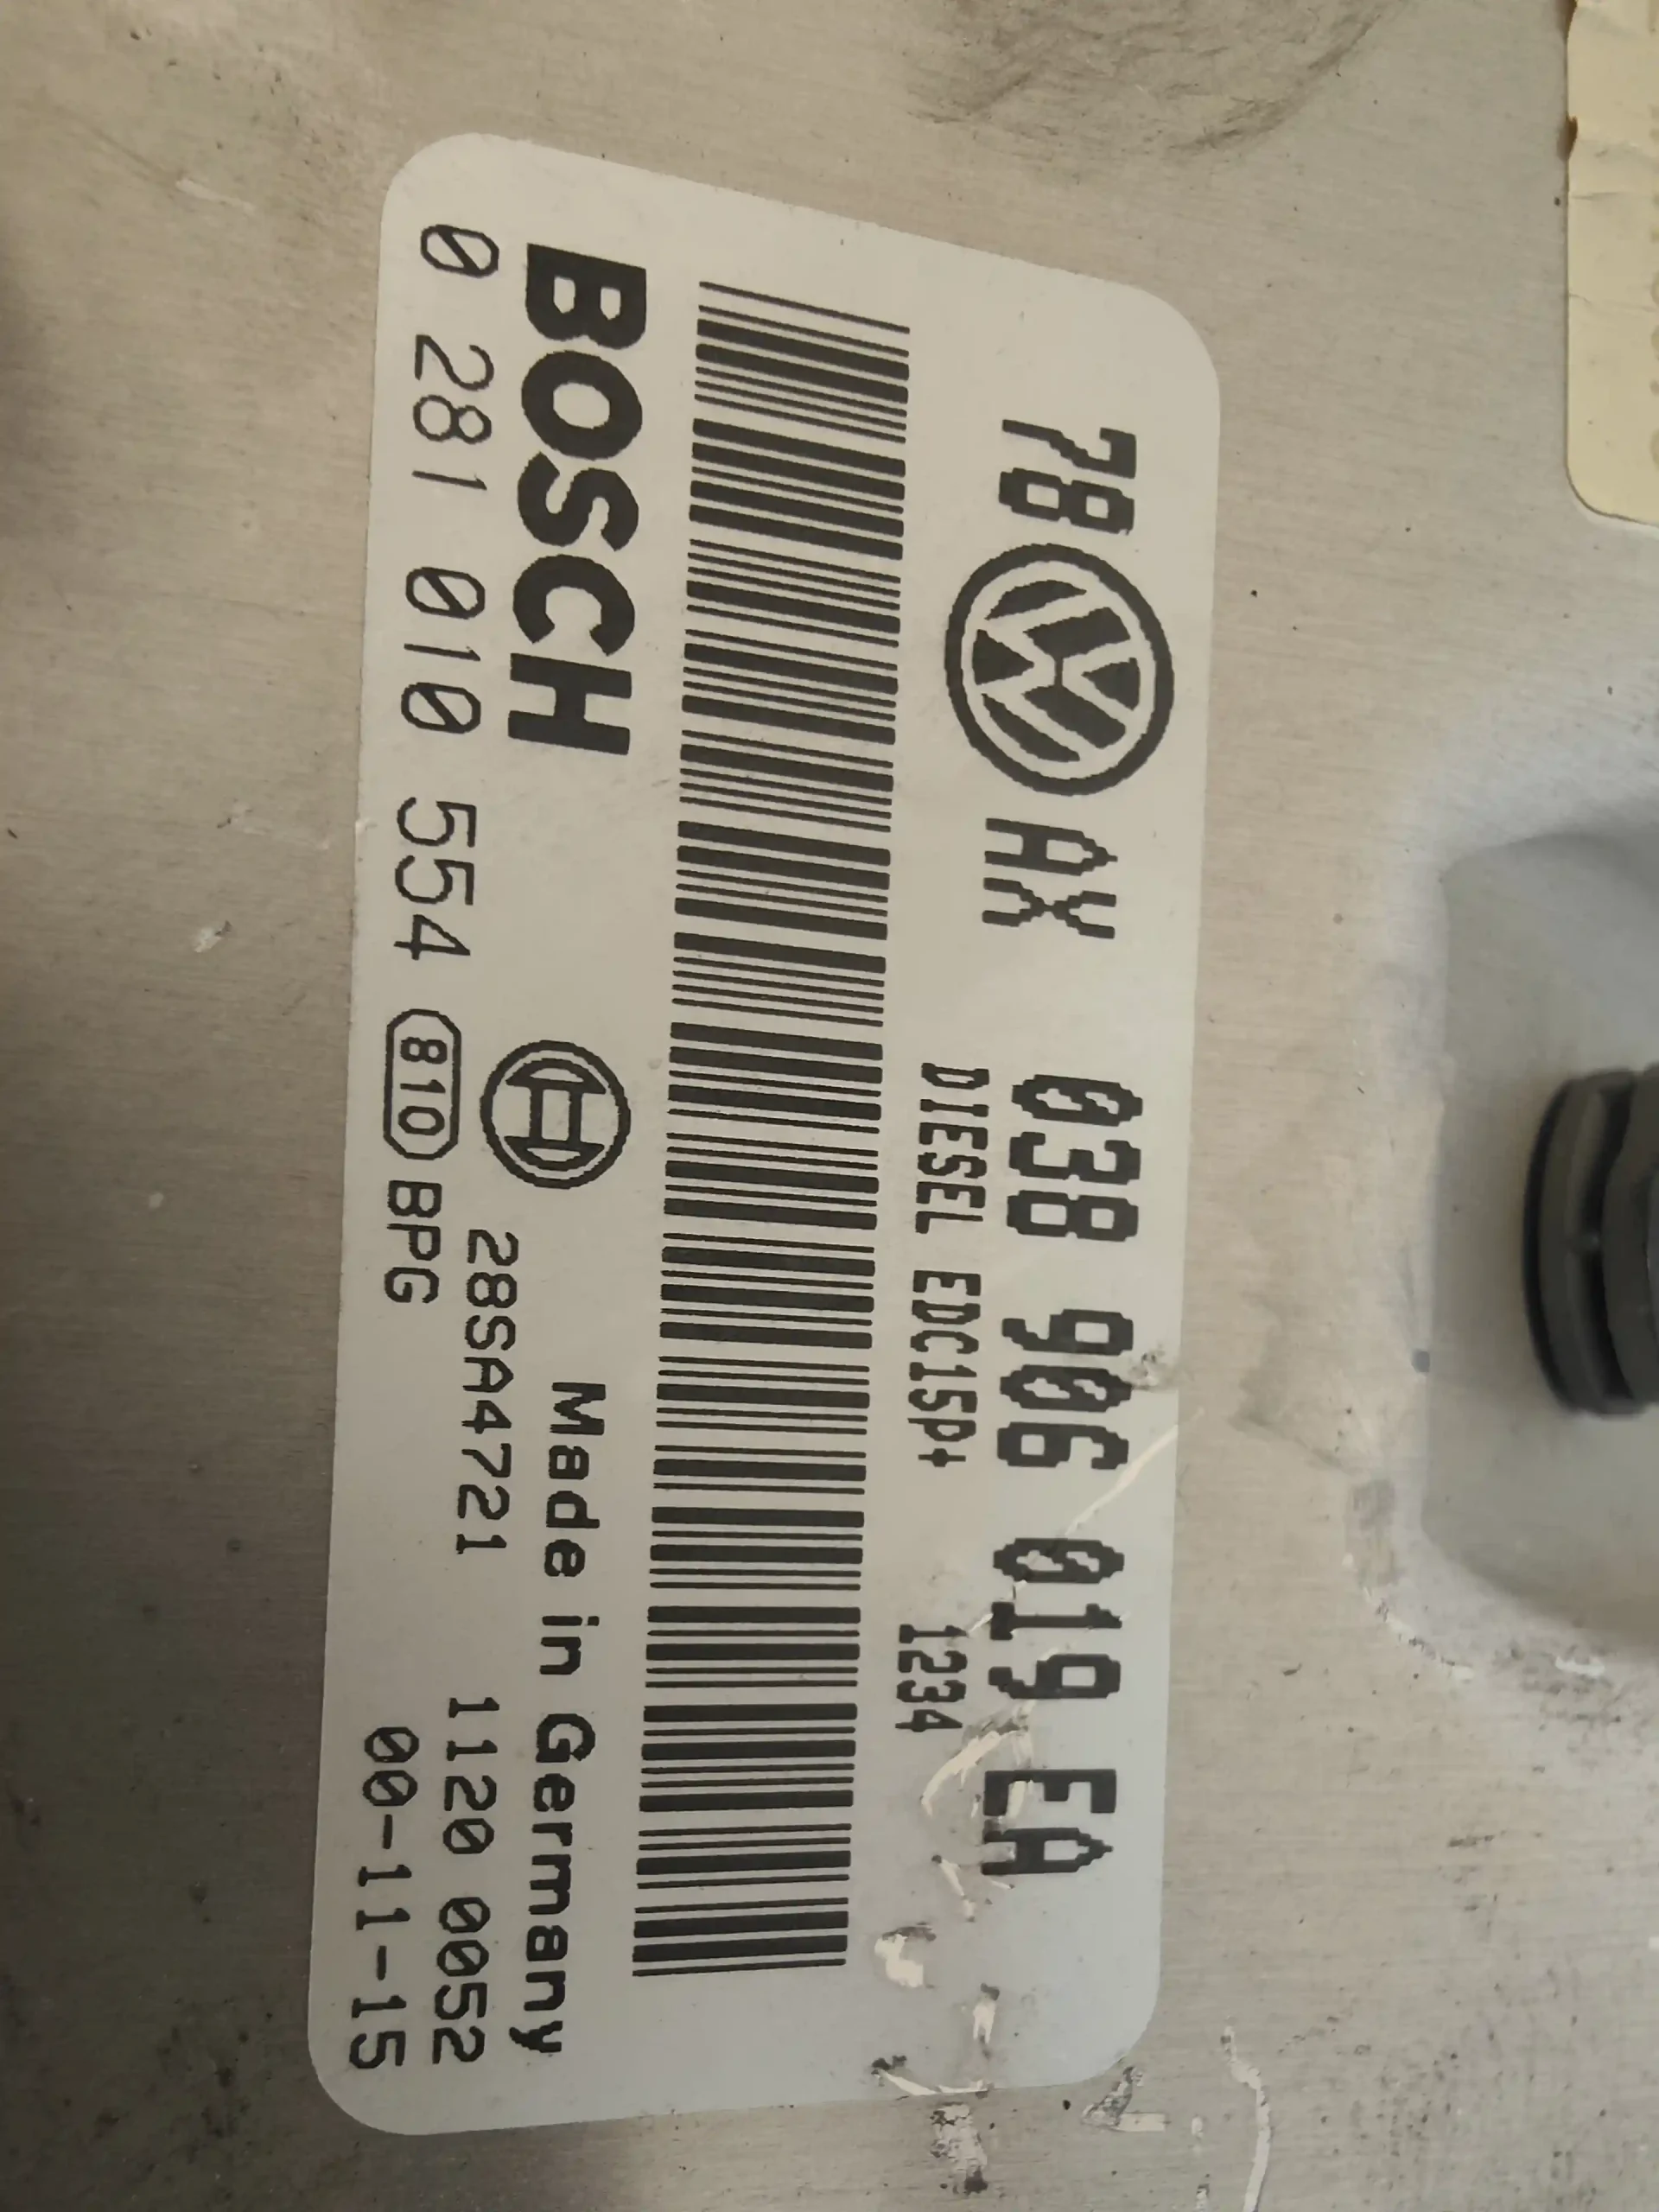 78 AX 038 906 019 EA
DIESEL EDC15P+ 1234
BOSCH Made in Germany
28SA4721 1120 0052
0 281 010 554 810 BPG 00-11-15